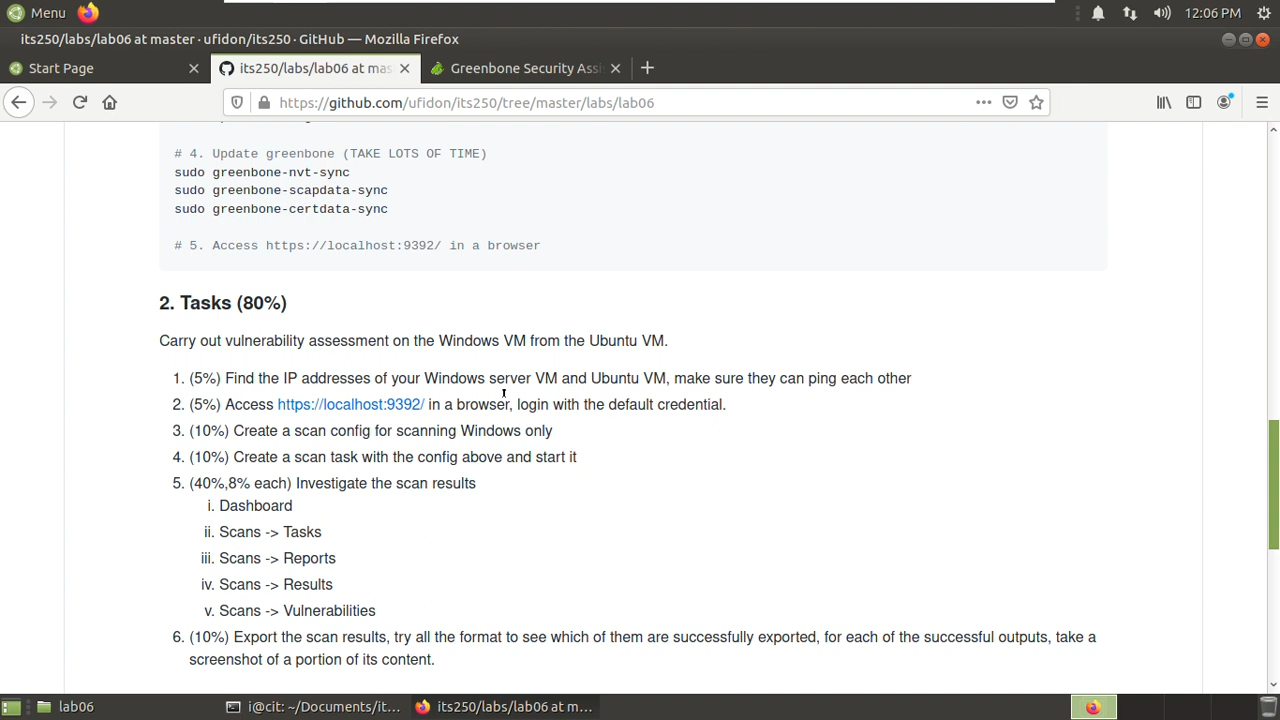 Menu
12:06 PM
its250/labs/lab06 at master · ufidon/its250 · GitHub — Mozilla Firefox
Start Page
its250/labs/lab06 at mas
Greenbone Security Assi
https://github.com/ufidon/its250/tree/master/labs/lab06
# 4. Update greenbone (TAKE LOTS OF TIME)
sudo greenbone-nvt-sync
sudo greenbone-scapdata-sync
sudo greenbone-certdata-sync
# 5. Access https://localhost:9392/ in a browser
2. Tasks (80%)
Carry out vulnerability assessment on the Windows VM from the Ubuntu VM.
1. (5%) Find the IP addresses of your Windows server VM and Ubuntu VM, make sure they can ping each other
2. (5%) Access https://localhost:9392/ in a browser, login with the default credential.
3. (10%) Create a scan config for scanning Windows only
4. (10%) Create a scan task with the config above and start it
5. (40%,8% each) Investigate the scan results
i. Dashboard
ii. Scans -> Tasks
iii. Scans -> Reports
iv. Scans -> Results
v. Scans -> Vulnerabilities
6. (10%) Export the scan results, try all the format to see which of them are successfully exported, for each of the successful outputs, take a
screenshot of a portion of its content.
lab06
i@cit: ~/Documents/it...
its250/labs/lab06 at m...